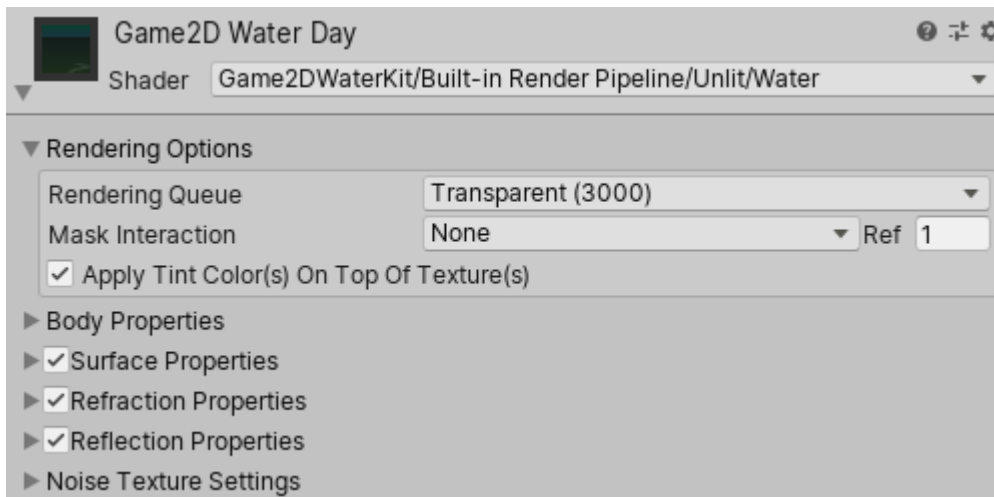 Game2D Water Day
Shader Game2DWaterKit/Built-in Render Pipeline/Unlit/Water
Rendering Options
Rendering Queue Transparent (3000)
Mask Interaction None Ref 1
Apply Tint Color(s) On Top Of Texture(s)
Body Properties
Surface Properties
Refraction Properties
Reflection Properties
Noise Texture Settings